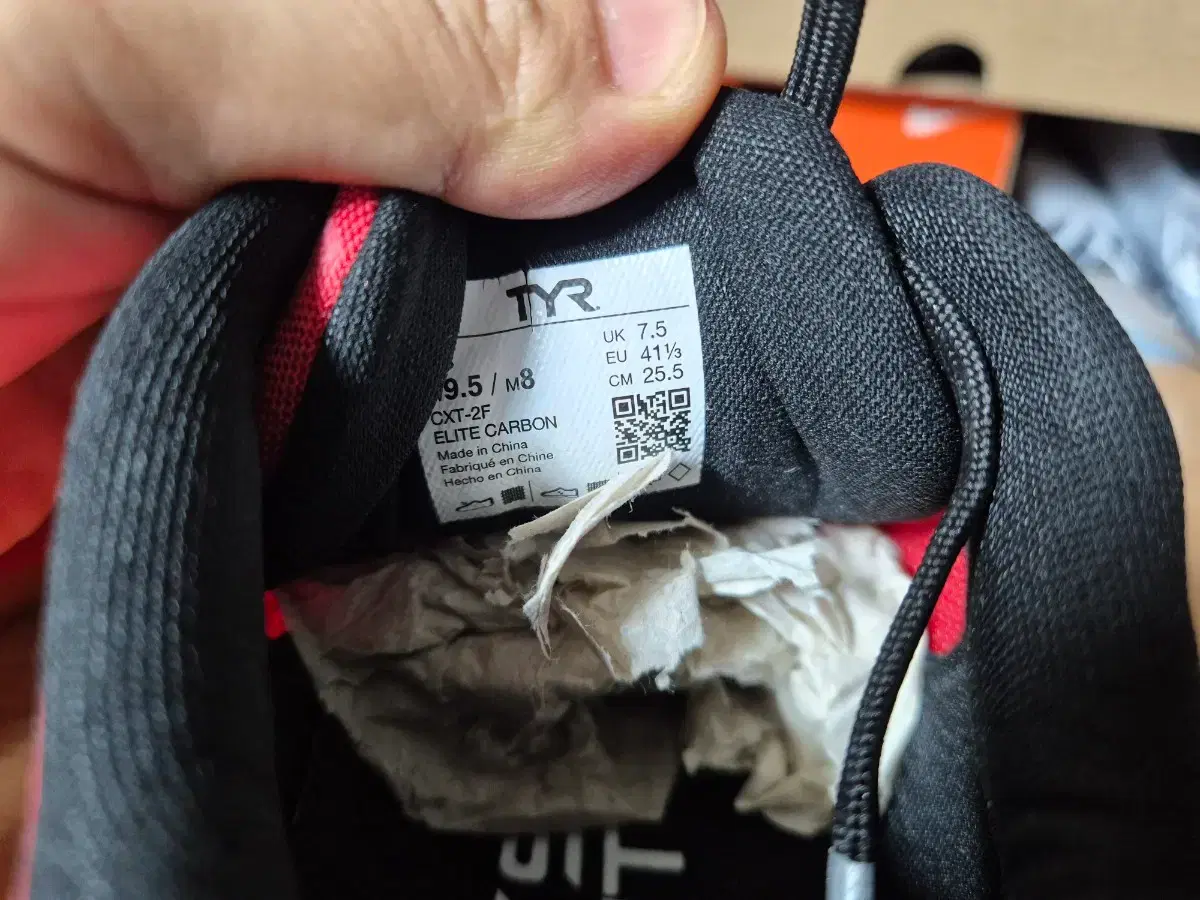 TYR
9.5 / M8
UK 7.5
EU 41⅓
CM 25.5
CXT-2F
ELITE CARBON
Made in China
Fabriqué en Chine
Hecho en China